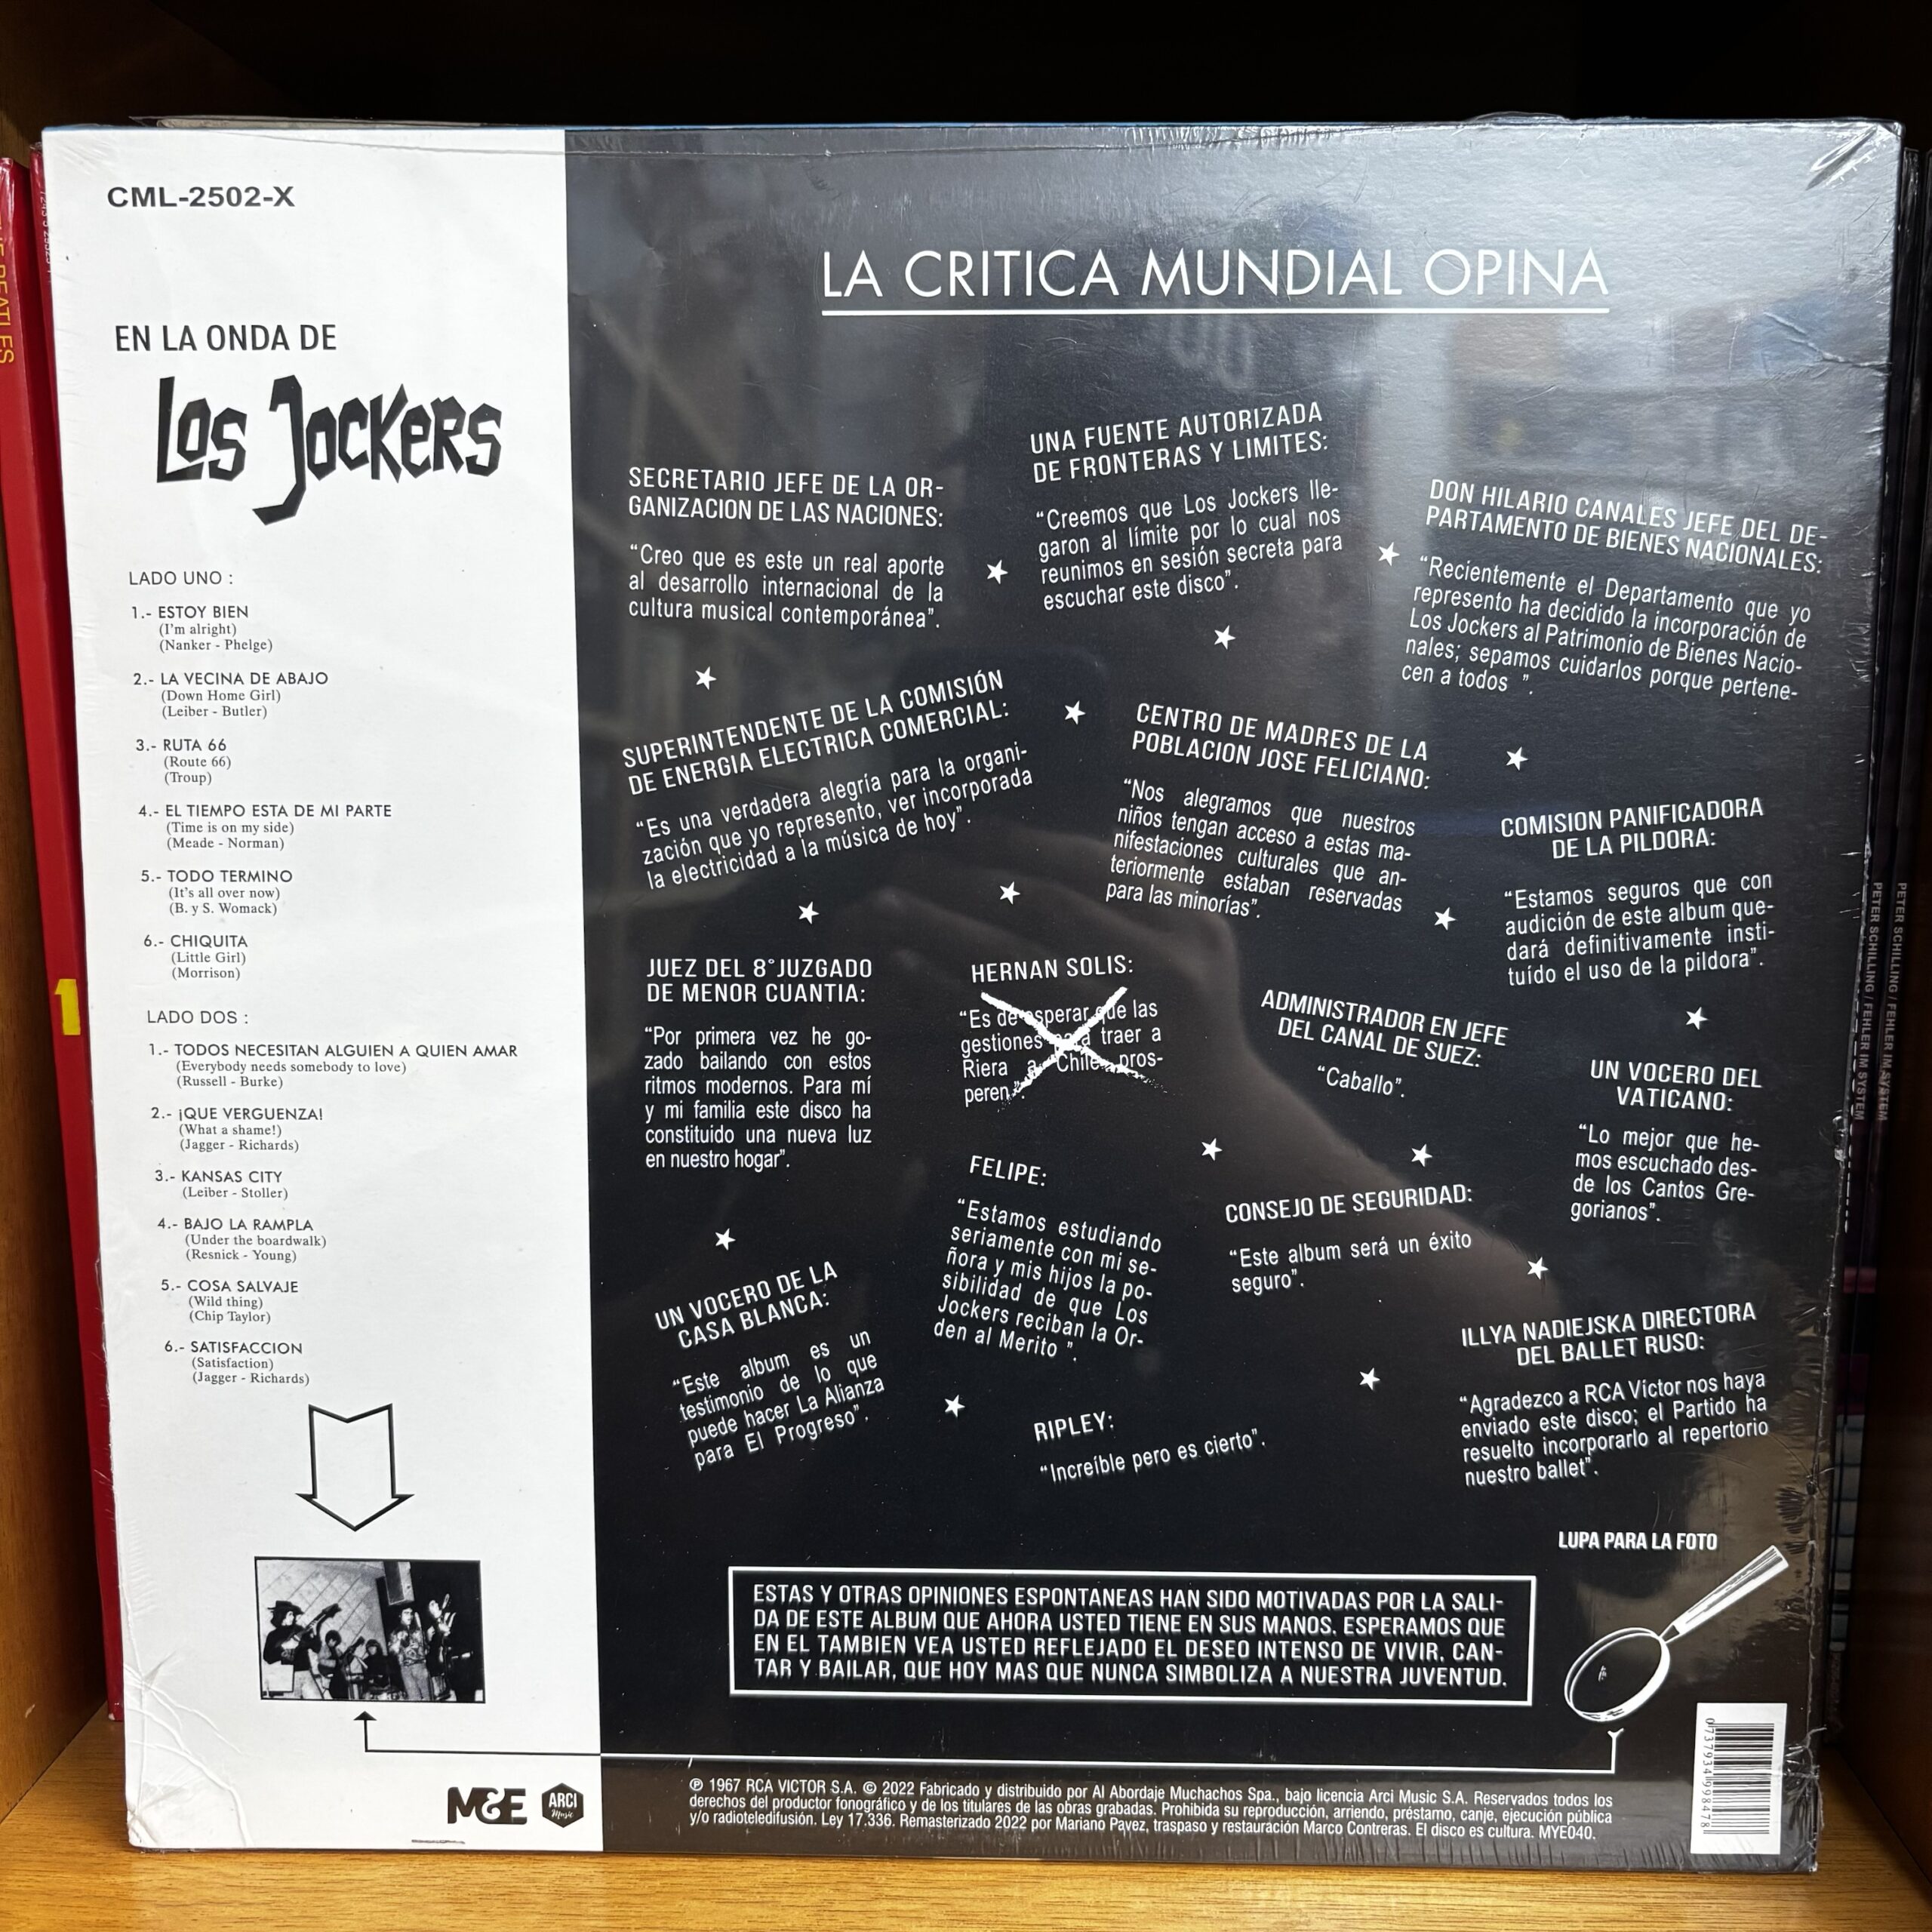 CML-2502-X
EN LA ONDA DE
LOS JOCKERS
LADO UNO :
1.- ESTOY BIEN
(I'm alright)
(Nanker - Phelge)
2.- LA VECINA DE ABAJO
(Down Home Girl)
(Leiber - Butler)
3.- RUTA 66
(Route 66)
(Troup)
4.- EL TIEMPO ESTA DE MI PARTE
(Time is on my side)
(Meade - Norman)
5.- TODO TERMINO
(It's all over now)
(B. y S. Womack)
6.- CHIQUITA
(Little Girl)
(Morrison)
LADO DOS :
1.- TODOS NECESITAN ALGUIEN A QUIEN AMAR
(Everybody needs somebody to love)
(Russell - Burke)
2.- ¡QUE VERGUENZA!
(What a shame!)
(Jagger - Richards)
3.- KANSAS CITY
(Leiber - Stoller)
4.- BAJO LA RAMPLA
(Under the boardwalk)
(Resnick - Young)
5.- COSA SALVAJE
(Wild thing)
(Chip Taylor)
6.- SATISFACCION
(Satisfaction)
(Jagger - Richards)
M&E
ARCI
Music
LA CRITICA MUNDIAL OPINA
SECRETARIO JEFE DE LA OR-
GANIZACION DE LAS NACIONES:
“Creo que es este un real aporte
al desarrollo internacional de la
cultura musical contemporánea”.
UNA FUENTE AUTORIZADA
DE FRONTERAS Y LIMITES:
“Creemos que Los Jockers lle-
garon al límite por lo cual nos
reunimos en sesión secreta para
escuchar este disco”.
DON HILARIO CANALES JEFE DEL DE-
PARTAMENTO DE BIENES NACIONALES:
“Recientemente el Departamento que yo
represento ha decidido la incorporación de
Los Jockers al Patrimonio de Bienes Nacio-
nales; sepamos cuidarlos porque pertene-
cen a todos ”.
SUPERINTENDENTE DE LA COMISIÓN
DE ENERGIA ELECTRICA COMERCIAL:
“Es una verdadera alegría para la organi-
zación que yo represento, ver incorporada
la electricidad a la música de hoy”.
CENTRO DE MADRES DE LA
POBLACION JOSE FELICIANO:
“Nos alegramos que nuestros
niños tengan acceso a estas ma-
nifestaciones culturales que an-
teriormente estaban reservadas
para las minorías”.
COMISION PANIFICADORA
DE LA PILDORA:
“Estamos seguros que con
audición de este album que-
dará definitivamente insti-
tuído el uso de la pildora”.
JUEZ DEL 8°JUZGADO
DE MENOR CUANTIA:
“Por primera vez he go-
zado bailando con estos
ritmos modernos. Para mí
y mi familia este disco ha
constituido una nueva luz
en nuestro hogar”.
HERNAN SOLIS:
“Es de esperar que las
gestiones para traer a
Riera a Chile pros-
peren.”.
ADMINISTRADOR EN JEFE
DEL CANAL DE SUEZ:
“Caballo”.
UN VOCERO DEL
VATICANO:
“Lo mejor que he-
mos escuchado des-
de los Cantos Gre-
gorianos”.
FELIPE:
“Estamos estudiando
seriamente con mi se-
ñora y mis hijos la po-
sibilidad de que Los
Jockers reciban la Or-
den al Merito ”.
CONSEJO DE SEGURIDAD:
“Este album será un éxito
seguro”.
UN VOCERO DE LA
CASA BLANCA:
“Este album es un
testimonio de lo que
puede hacer La Alianza
para El Progreso”.
RIPLEY:
“Increíble pero es cierto”.
ILLYA NADIEJSKA DIRECTORA
DEL BALLET RUSO:
“Agradezco a RCA Víctor nos haya
enviado este disco; el Partido ha
resuelto incorporarlo al repertorio
nuestro ballet”.
LUPA PARA LA FOTO
ESTAS Y OTRAS OPINIONES ESPONTANEAS HAN SIDO MOTIVADAS POR LA SALI-
DA DE ESTE ALBUM QUE AHORA USTED TIENE EN SUS MANOS. ESPERAMOS QUE
EN EL TAMBIEN VEA USTED REFLEJADO EL DESEO INTENSO DE VIVIR, CAN-
TAR Y BAILAR, QUE HOY MAS QUE NUNCA SIMBOLIZA A NUESTRA JUVENTUD.
℗ 1967 RCA VICTOR S.A. © 2022 Fabricado y distribuido por Al Abordaje Muchachos Spa., bajo licencia Arci Music S.A. Reservados todos los
derechos del productor fonográfico y de los titulares de las obras grabadas. Prohibida su reproducción, arriendo, préstamo, canje, ejecución pública
y/o radioteledifusión. Ley 17.336. Remasterizado 2022 por Mariano Pavez, traspaso y restauración Marco Contreras. El disco es cultura. MYE040.
PETER SCHILLING / FEHLER IM SYSTEM
PETER SCHILLING / FEHLER IM SYSTEM
BEATLES
1